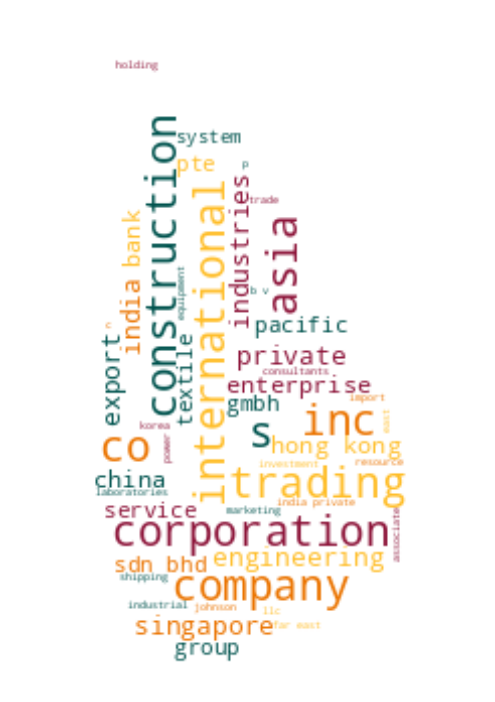 holding
construction
system
pte
p
industries
trade
international
india bank
asia
equipment
b v
pacific
c
export
textile
private
consultants
enterprise
import
gmbh
inc
east
korea
s
co
power
hong kong
investment
resource
china
trading
laboratories
india private
service
marketing
associate
corporation
sdn bhd
engineering
shipping
company
industrial
johnson
llc
singapore
far east
group